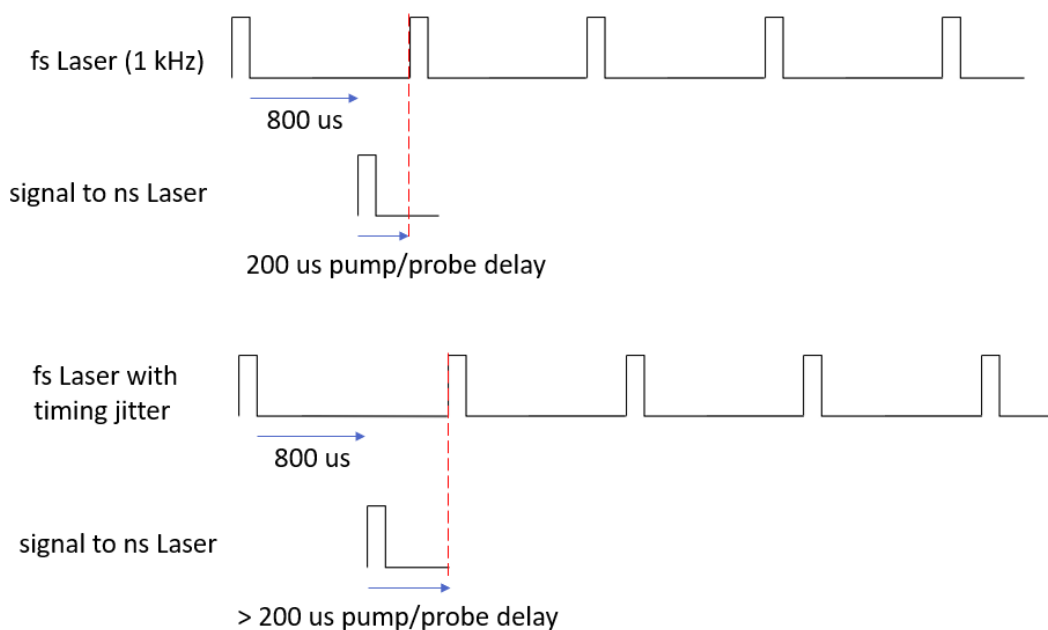 fs Laser (1 kHz)
800 us
signal to ns Laser
200 us pump/probe delay
fs Laser with
timing jitter
800 us
signal to ns Laser
> 200 us pump/probe delay